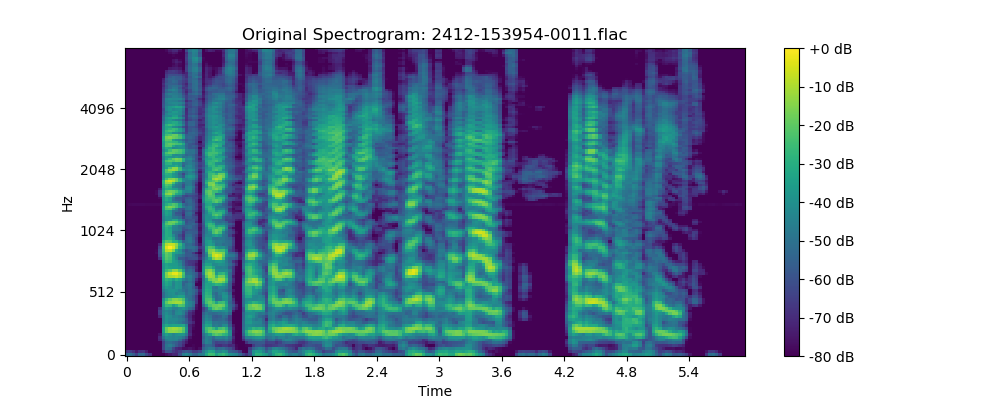 Original Spectrogram: 2412-153954-0011.flac
Hz
4096
2048
1024
512
0
0 0.6 1.2 1.8 2.4 3 3.6 4.2 4.8 5.4
Time
+0 dB
-10 dB
-20 dB
-30 dB
-40 dB
-50 dB
-60 dB
-70 dB
-80 dB